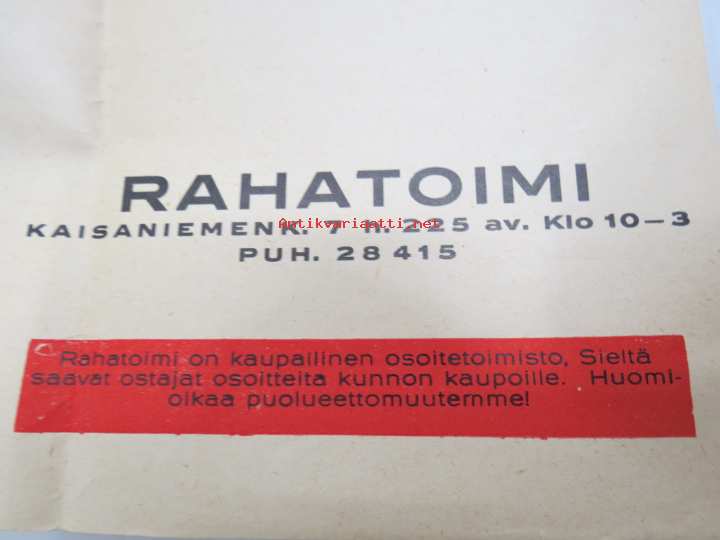 RAHATOIMI
Antikvariaatti.net
KAISANIEMENK. 7 h. 225 av. Klo 10–3
PUH. 28 415
Rahatoimi on kaupallinen osoitetoimisto, Sieltä
saavat ostajat osoitteita kunnon kaupoille. Huomi-
oikaa puolueettomuutemme!